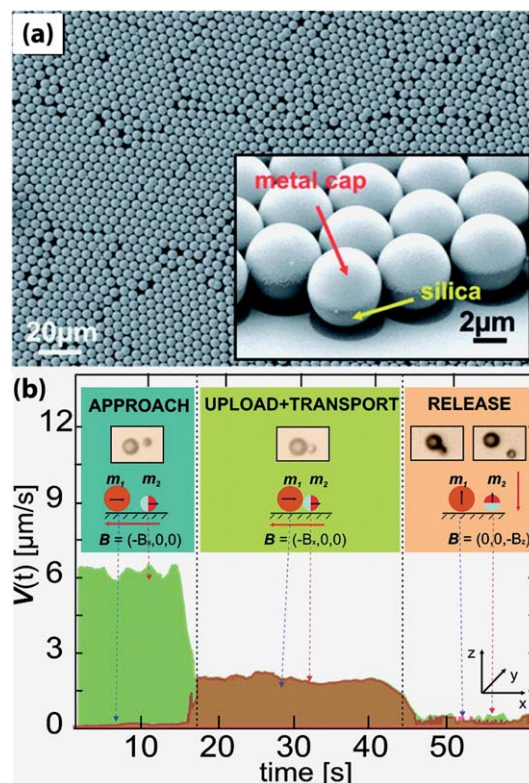 (a)
metal cap
silica
20μm
2μm
(b)
APPROACH
UPLOAD+TRANSPORT
RELEASE
m₁ m₂
m₁ m₂
m₁ m₂
B = (-Bₓ,0,0)
B = (-Bₓ,0,0)
B = (0,0,-B_z)
12
9
6
3
0
V(t) [μm/s]
z
y
x
10 20 30 40 50
time [s]